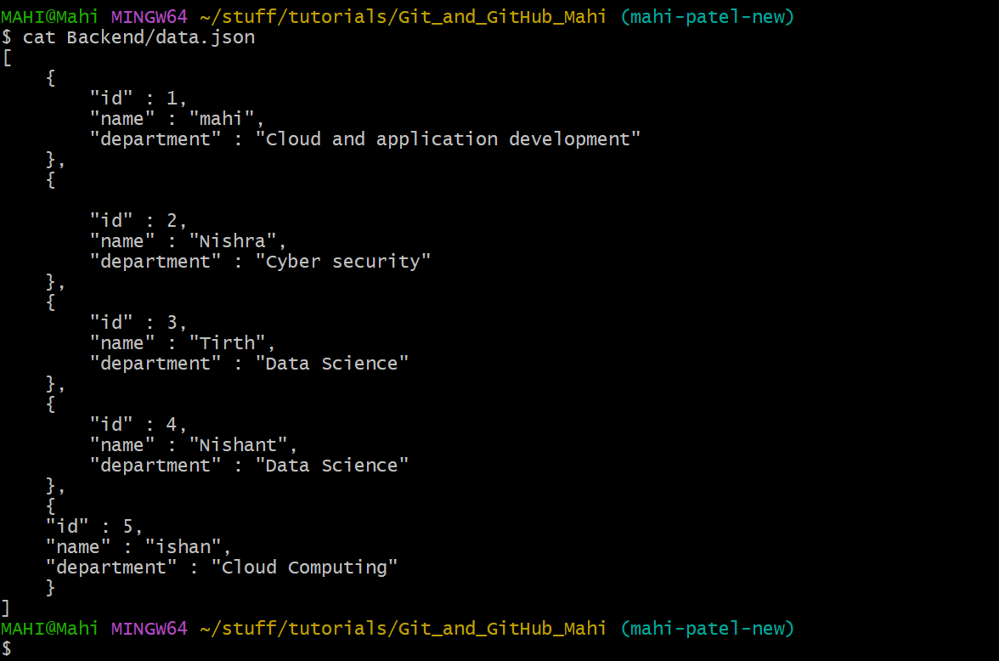 MAHI@Mahi MINGW64 ~/stuff/tutorials/Git_and_GitHub_Mahi (mahi-patel-new)
$ cat Backend/data.json
[
    {
        "id" : 1,
        "name" : "mahi",
        "department" : "Cloud and application development"
    },
    {

        "id" : 2,
        "name" : "Nishra",
        "department" : "Cyber security"
    },
    {
        "id" : 3,
        "name" : "Tirth",
        "department" : "Data Science"
    },
    {
        "id" : 4,
        "name" : "Nishant",
        "department" : "Data Science"
    },
    {
    "id" : 5,
    "name" : "ishan",
    "department" : "Cloud Computing"
    }
]
MAHI@Mahi MINGW64 ~/stuff/tutorials/Git_and_GitHub_Mahi (mahi-patel-new)
$